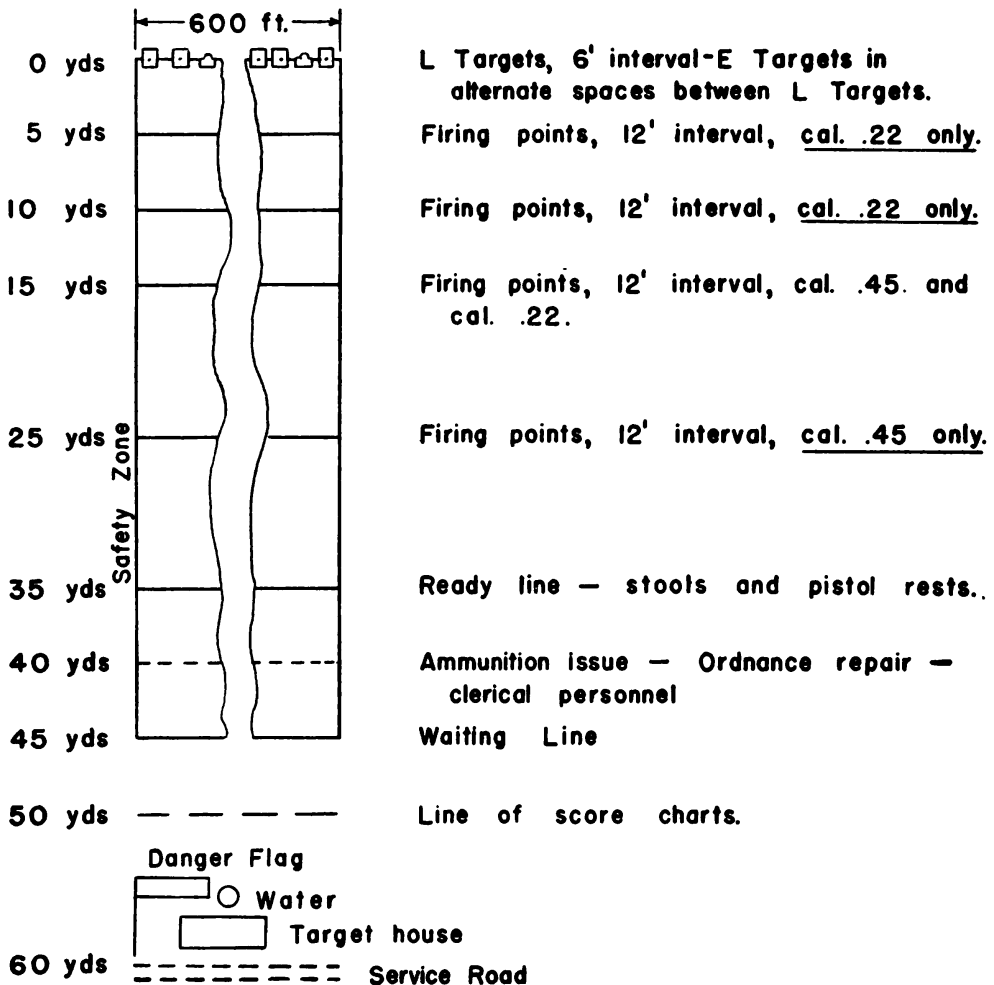 600 ft.
0 yds L Targets, 6' interval-E Targets in
alternate spaces between L Targets.
5 yds Firing points, 12' interval, cal. .22 only.
10 yds Firing points, 12' interval, cal. .22 only.
15 yds Firing points, 12' interval, cal. .45. and
cal. .22.
25 yds Firing points, 12' interval, cal. .45 only.
Safety Zone
35 yds Ready line — stools and pistol rests..
40 yds Ammunition issue — Ordnance repair —
clerical personnel
45 yds Waiting Line
50 yds Line of score charts.
Danger Flag
Water
Target house
60 yds Service Road